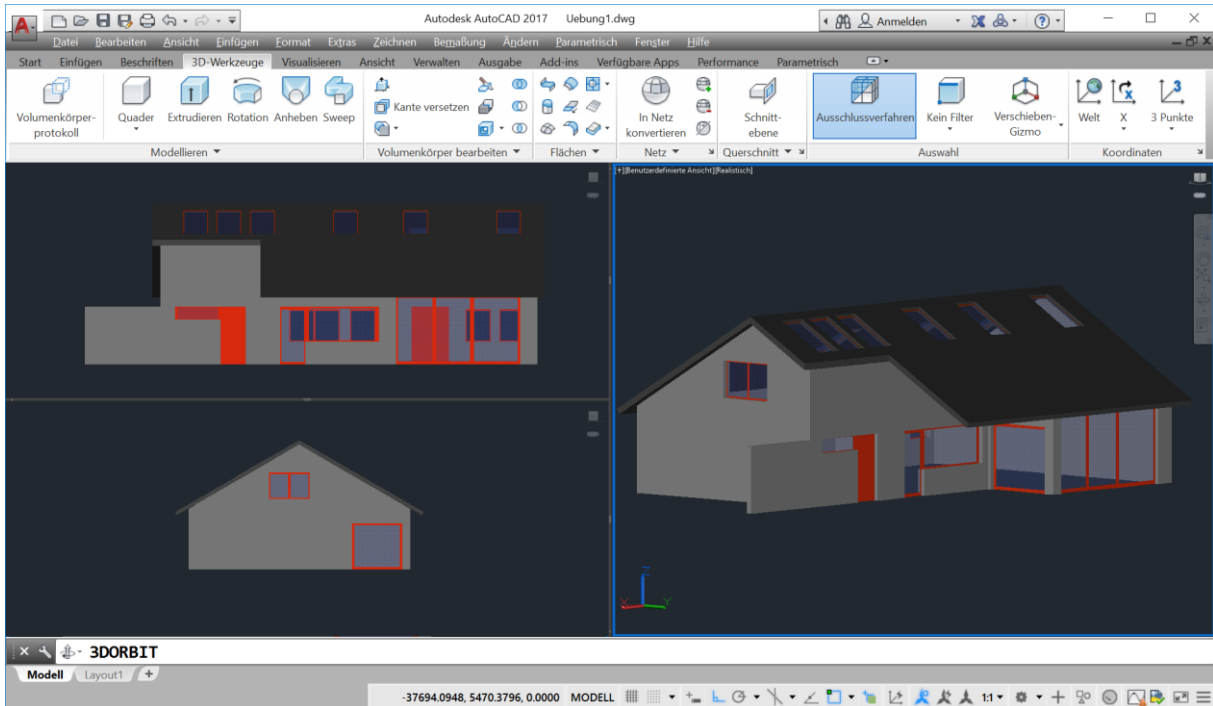 Autodesk AutoCAD 2017 Uebung1.dwg Anmelden
Datei Bearbeiten Ansicht Einfügen Format Extras Zeichnen Bemaßung Ändern Parametrisch Fenster Hilfe
Start Einfügen Beschriften 3D-Werkzeuge Visualisieren Ansicht Verwalten Ausgabe Add-ins Verfügbare Apps Performance Parametrisch
Volumenkörper-
protokoll
Quader
Extrudieren Rotation Anheben Sweep
Kante versetzen
In Netz
konvertieren
Schnitt-
ebene
Ausschlussverfahren
Kein Filter
Verschieben-
Gizmo
Welt
X
3 Punkte
Modellieren Volumenkörper bearbeiten Flächen Netz Querschnitt Auswahl Koordinaten
[+][Benutzerdefinierte Ansicht][Realistisch]
Z
X
Y
3DORBIT
Modell Layout1 +
-37694.0948, 5470.3796, 0.0000 MODELL 1:1